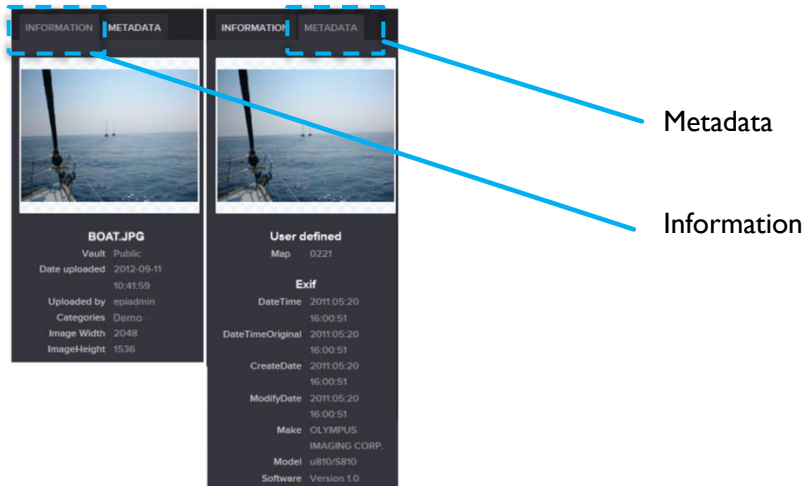 INFORMATION METADATA
BOAT.JPG
Vault Public
Date uploaded 2012-09-11
10:41:59
Uploaded by epiadmin
Categories Demo
Image Width 2048
ImageHeight 1536
INFORMATION METADATA
User defined
Map 0221
Exif
DateTime 2011:05:20
16:00:51
DateTimeOriginal 2011:05:20
16:00:51
CreateDate 2011:05:20
16:00:51
ModifyDate 2011:05:20
16:00:51
Make OLYMPUS
IMAGING CORP.
Model u810/S810
Software Version 1.0
Metadata
Information